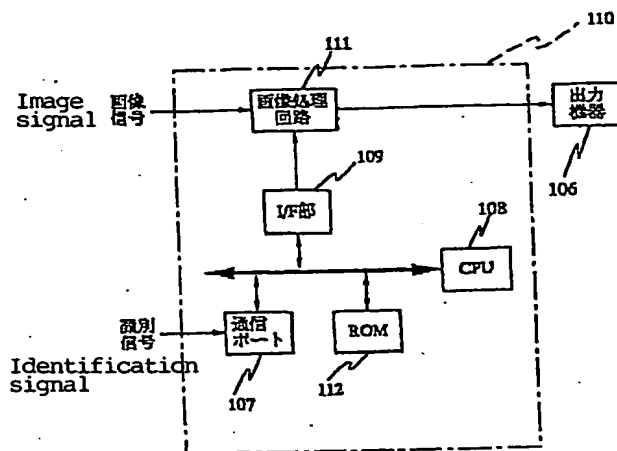 110
111
Image
signal
画像
信号
画像処理
回路
出力
機器
106
109
I/F部
108
CPU
識別
信号
Identification
signal
通信
ポート
107
ROM
112